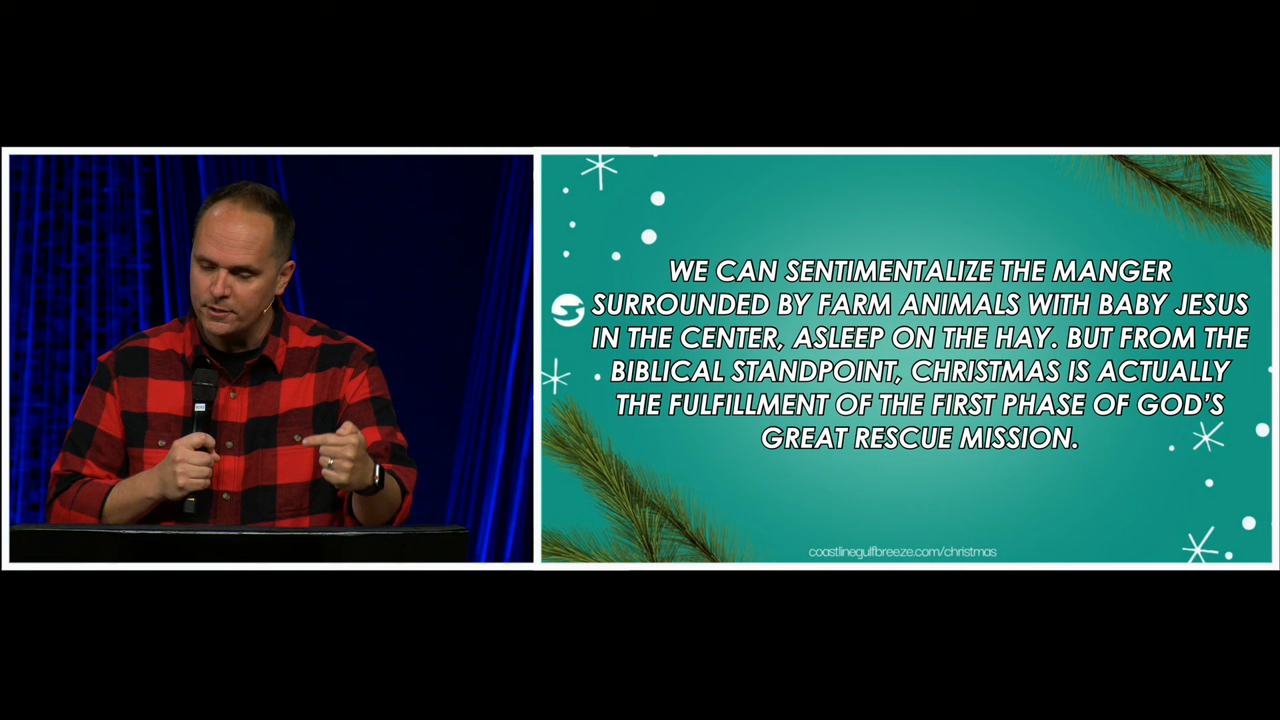 WE CAN SENTIMENTALIZE THE MANGER
SURROUNDED BY FARM ANIMALS WITH BABY JESUS
IN THE CENTER, ASLEEP ON THE HAY. BUT FROM THE
BIBLICAL STANDPOINT, CHRISTMAS IS ACTUALLY
THE FULFILLMENT OF THE FIRST PHASE OF GOD'S
GREAT RESCUE MISSION.
coastlinegulfbreeze.com/christmas